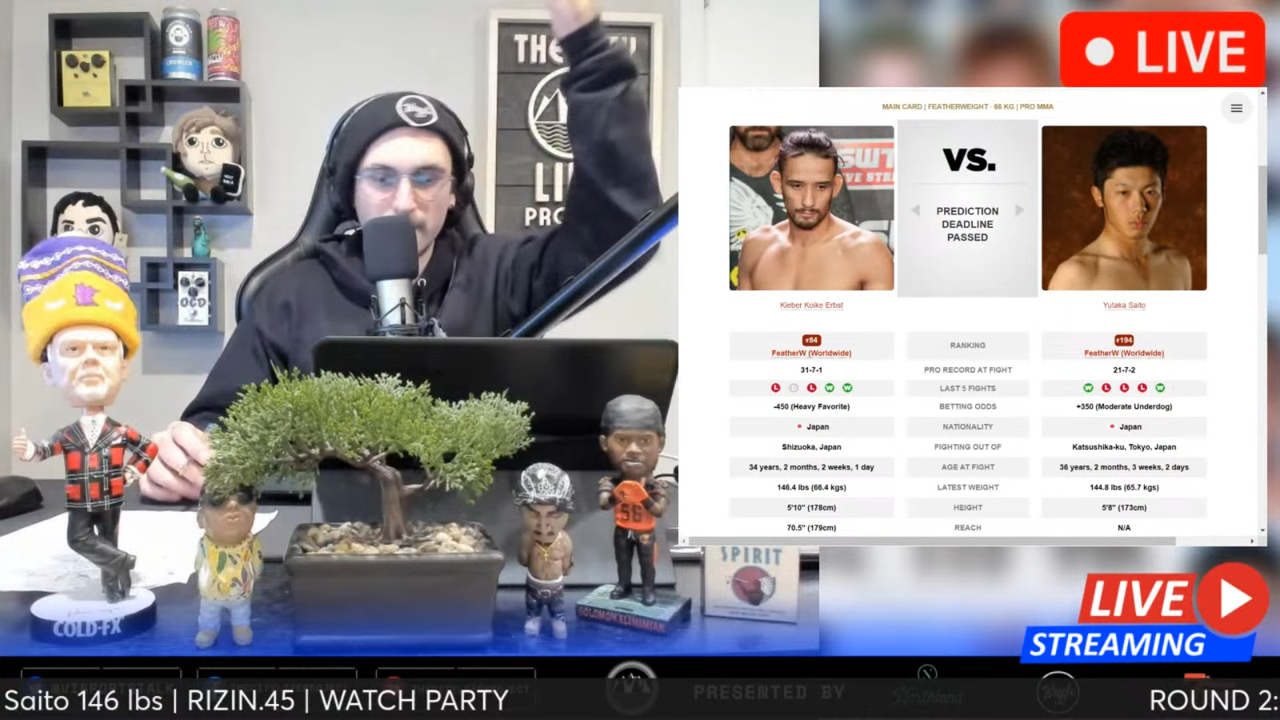 LIVE
MAIN CARD | FEATHERWEIGHT · 66 KG | PRO MMA
VS.
PREDICTION
DEADLINE
PASSED
Kleber Koike Erbst
Yutaka Saito
#84 RANKING #194
FeatherW (Worldwide) FeatherW (Worldwide)
31-7-1 PRO RECORD AT FIGHT 21-7-2
L LAST 5 FIGHTS W L L L W
L W W
-450 (Heavy Favorite) BETTING ODDS +350 (Moderate Underdog)
Japan NATIONALITY Japan
Shizuoka, Japan FIGHTING OUT OF Katsushika-ku, Tokyo, Japan
34 years, 2 months, 2 weeks, 1 day AGE AT FIGHT 36 years, 2 months, 3 weeks, 2 days
146.4 lbs (66.4 kgs) LATEST WEIGHT 144.8 lbs (65.7 kgs)
5'10" (178cm) HEIGHT 5'8" (173cm)
70.5" (179cm) REACH N/A
OCD
COLD-FX
56
SOLOMON ELIMIMIAN
SPIRIT
LIVE
STREAMING
PRESENTED BY
Northland
Saito 146 lbs | RIZIN.45 | WATCH PARTY
ROUND 2: